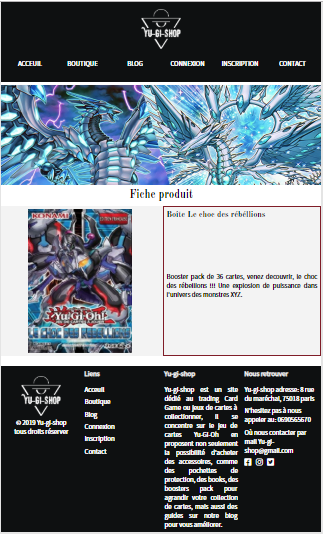 YU-GI-SHOP
ACCEUIL BOUTIQUE BLOG CONNEXION INSCRIPTION CONTACT
Fiche produit
KONAMI
Yu-Gi-Oh!
LE CHOC DES REBELLIONS
Boite Le choc des rébellions
Booster pack de 36 cartes, venez decouvrir, le choc
des rébellions !!! Une explosion de puissance dans
l'univers des monstres XYZ.
YU-GI-SHOP
© 2019 Yu-gi-shop
tous droits réserver
Liens
Acceuil
Boutique
Blog
Connexion
Inscription
Contact
Yu-gi-shop
Yu-gi-shop est un site
dédié au trading Card
Game ou jeux de cartes à
collectionner, il se
concentre sur le jeu de
cartes YU-GI-Oh en
proposent non seulement
la possibilité d'acheter
des accessoires, comme
des pochettes de
protection, des books, des
boosters pack pour
agrandir votre collection
de cartes, mais aussi des
guides sur notre blog
pour vous améliorer.
Nous retrouver
Yu-gi-shop adresse: 8 rue
du maréchal, 75018 paris
N'hesitez pas à nous
appeler au: 0690565670
Où nous contacter par
mail Yu-gi-
shop@gmail.com